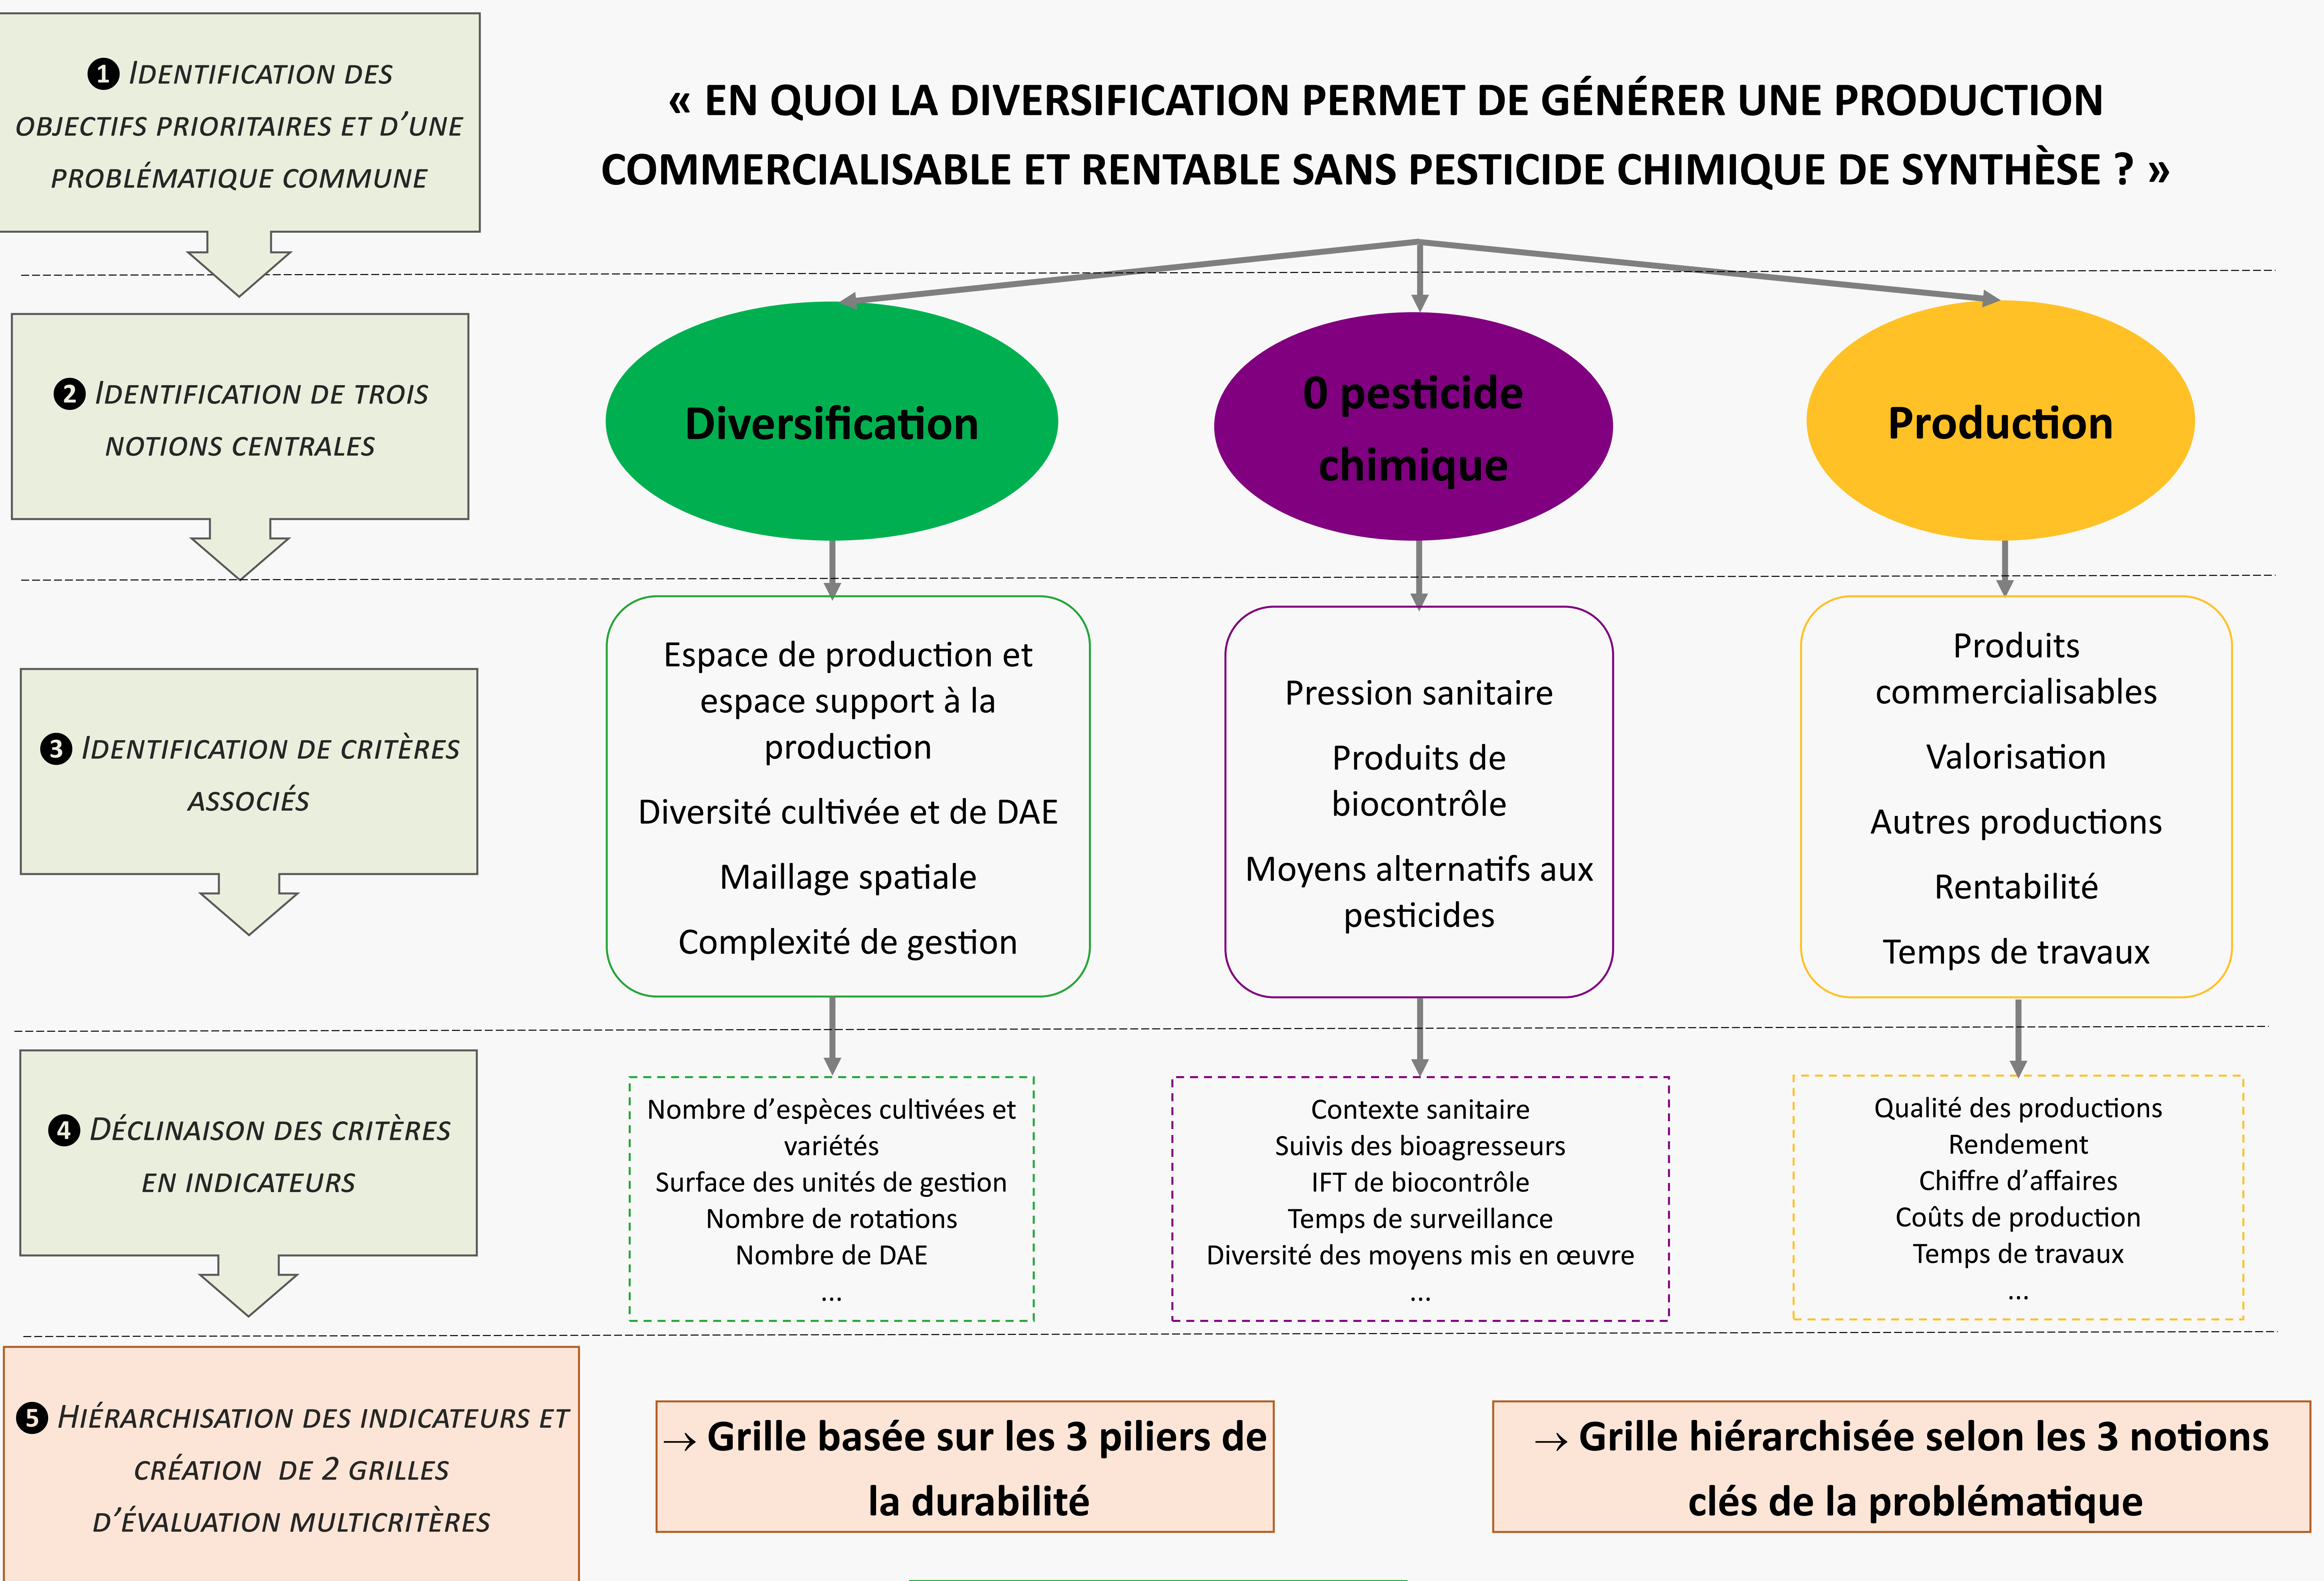 ❶ Identification des
objectifs prioritaires et d’une
problématique commune
« EN QUOI LA DIVERSIFICATION PERMET DE GÉNÉRER UNE PRODUCTION
COMMERCIALISABLE ET RENTABLE SANS PESTICIDE CHIMIQUE DE SYNTHÈSE ? »
❷ Identification de trois
notions centrales
Diversification
0 pesticide
chimique
Production
❸ Identification de critères
associés
Espace de production et
espace support à la
production
Diversité cultivée et de DAE
Maillage spatiale
Complexité de gestion
Pression sanitaire
Produits de
biocontrôle
Moyens alternatifs aux
pesticides
Produits
commercialisables
Valorisation
Autres productions
Rentabilité
Temps de travaux
❹ Déclinaison des critères
en indicateurs
Nombre d’espèces cultivées et
variétés
Surface des unités de gestion
Nombre de rotations
Nombre de DAE
...
Contexte sanitaire
Suivis des bioagresseurs
IFT de biocontrôle
Temps de surveillance
Diversité des moyens mis en œuvre
...
Qualité des productions
Rendement
Chiffre d’affaires
Coûts de production
Temps de travaux
...
❺ Hiérarchisation des indicateurs et
création de 2 grilles
d’évaluation multicritères
→ Grille basée sur les 3 piliers de
la durabilité
→ Grille hiérarchisée selon les 3 notions
clés de la problématique